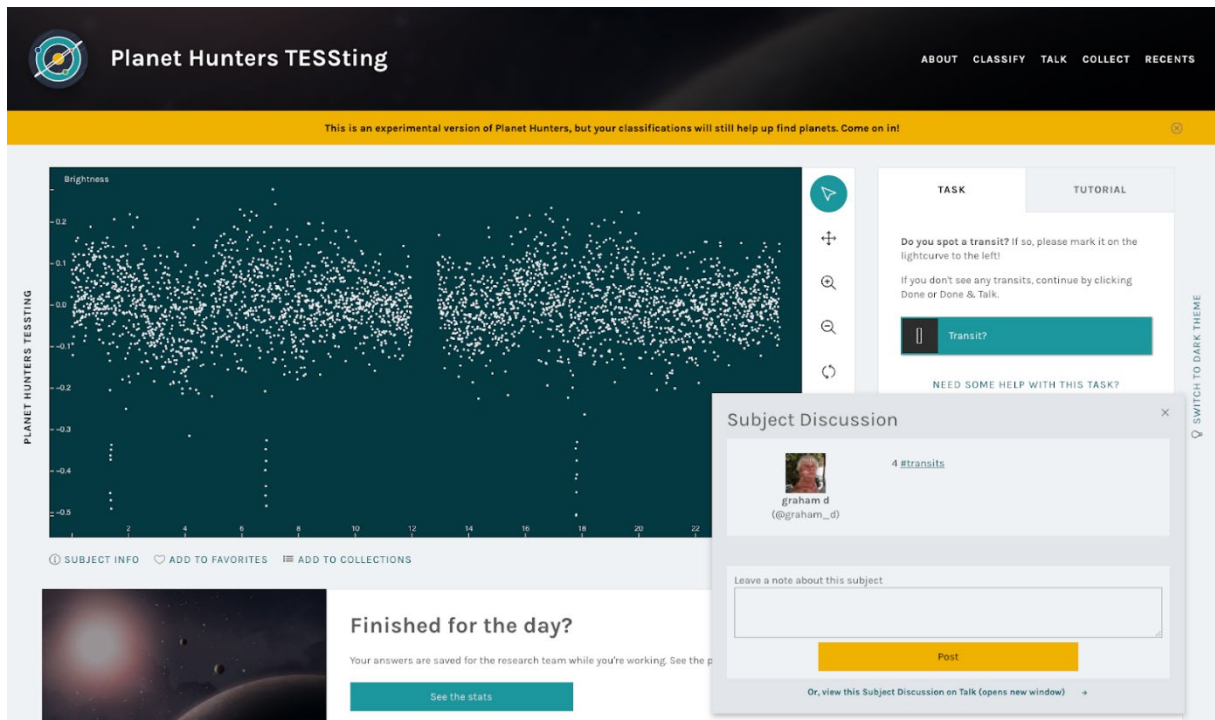 Planet Hunters TESSting
ABOUT CLASSIFY TALK COLLECT RECENTS
This is an experimental version of Planet Hunters, but your classifications will still help up find planets. Come on in!
PLANET HUNTERS TESSTING
Brightness
0.2
0.1
0.0
-0.1
-0.2
-0.3
-0.4
-0.5
2 4 6 8 10 12 14 16 18 20 22
SUBJECT INFO ADD TO FAVORITES ADD TO COLLECTIONS
TASK TUTORIAL
Do you spot a transit? If so, please mark it on the
lightcurve to the left!
If you don't see any transits, continue by clicking
Done or Done & Talk.
Transit?
NEED SOME HELP WITH THIS TASK?
SWITCH TO DARK THEME
Subject Discussion
4 #transits
graham d
(@graham_d)
Leave a note about this subject
Post
Or, view this Subject Discussion on Talk (opens new window)
Finished for the day?
Your answers are saved for the research team while you're working. See the p
See the stats